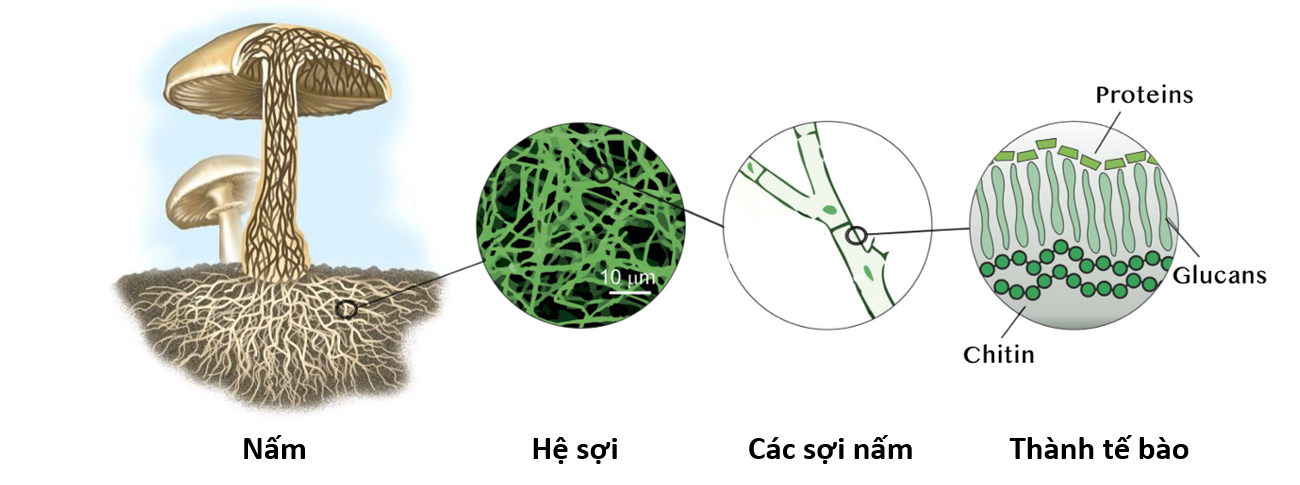 Proteins
10 μm
Glucans
Chitin
Nấm
Hệ sợi
Các sợi nấm
Thành tế bào